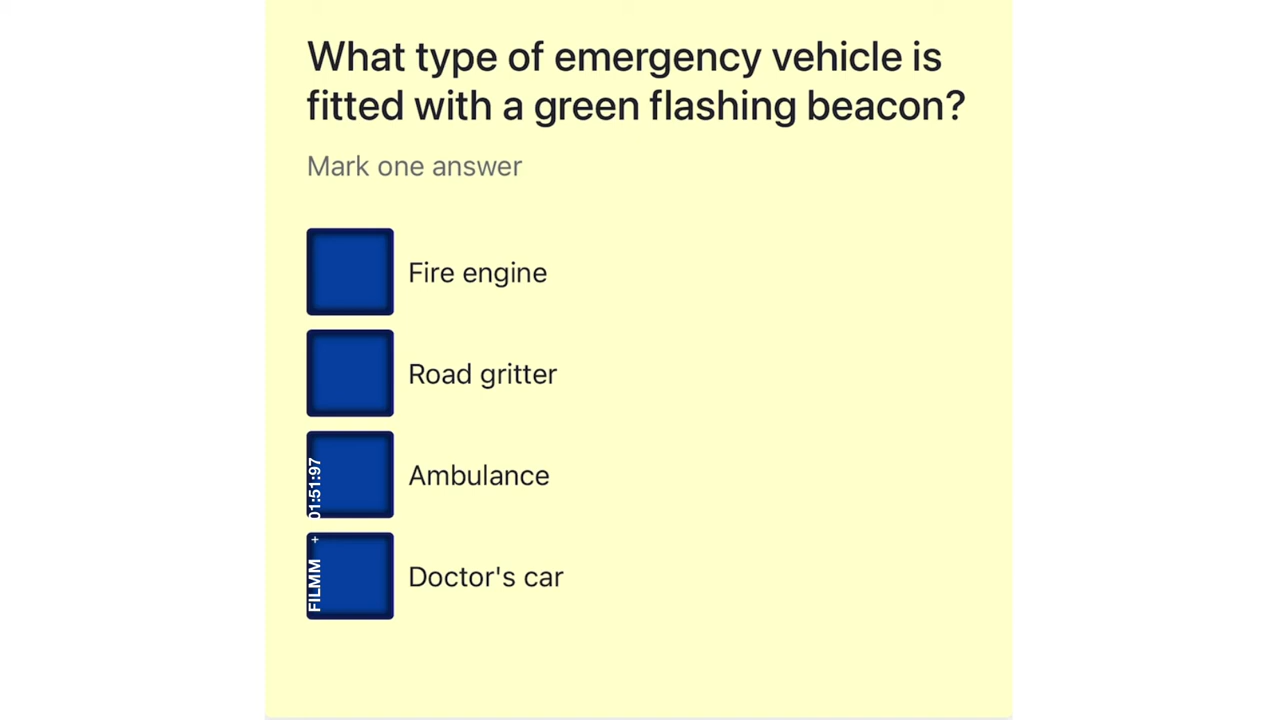 What type of emergency vehicle is
fitted with a green flashing beacon?
Mark one answer
Fire engine
Road gritter
Ambulance
Doctor's car
FILMM + 01:51:97